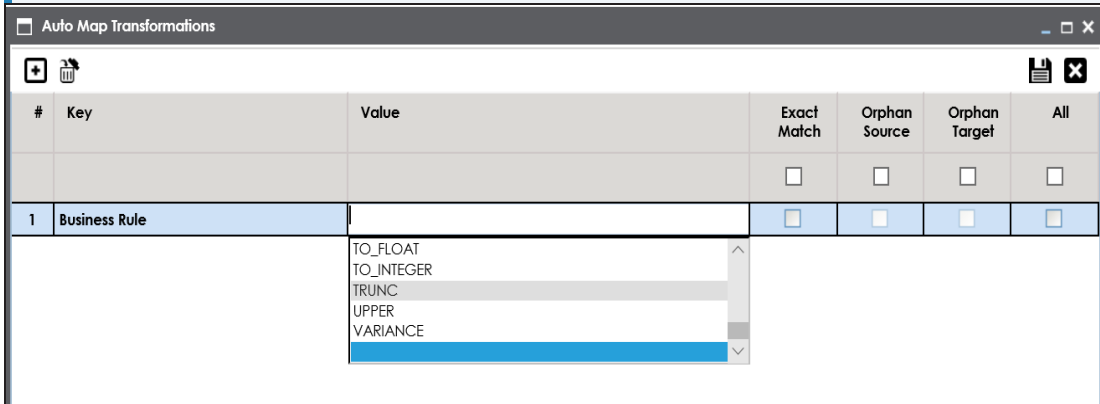 Auto Map Transformations
# Key Value Exact Match Orphan Source Orphan Target All
1 Business Rule
TO_FLOAT
TO_INTEGER
TRUNC
UPPER
VARIANCE